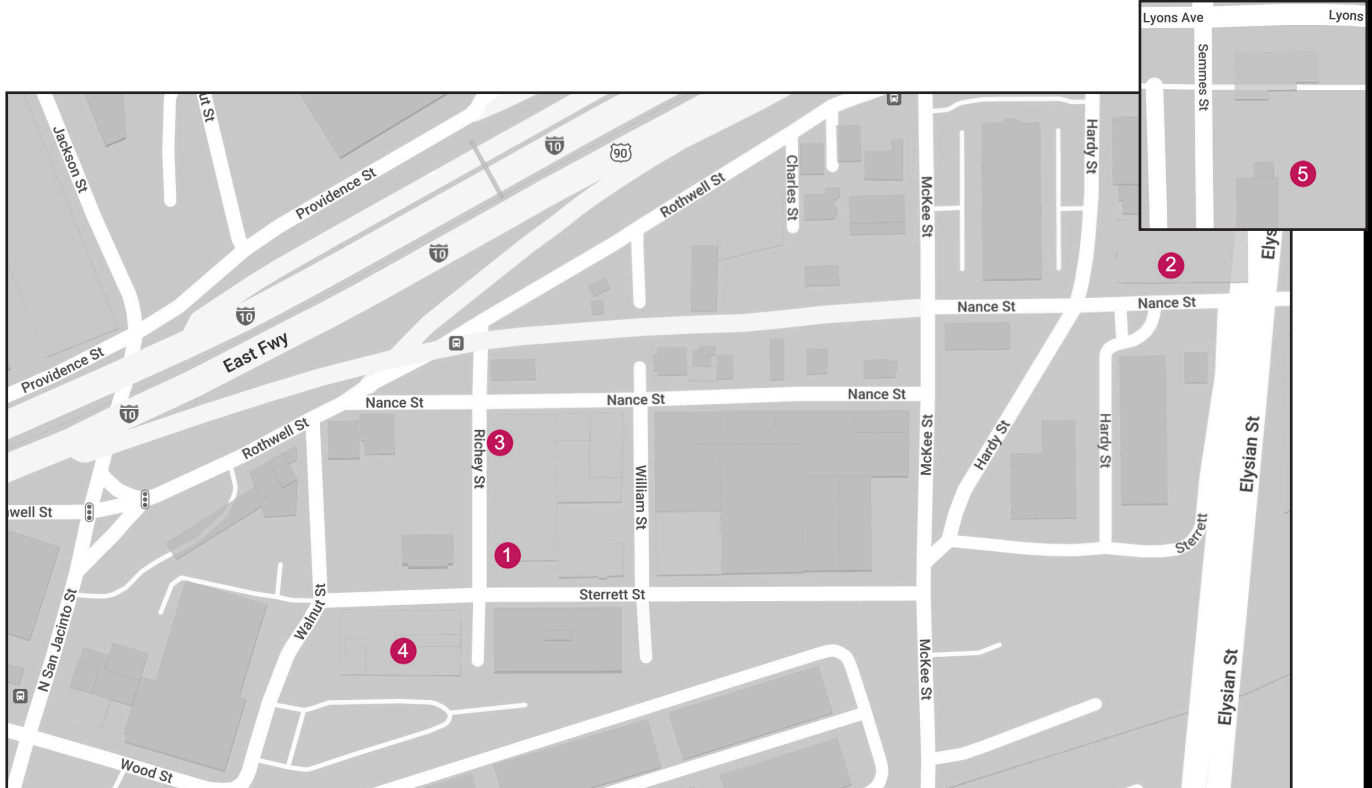 Lyons Ave
Lyons
Semmes St
5
ut St
Jackson St
Providence St
10
90
Rothwell St
Charles St
McKee St
Hardy St
Elys
2
10
10
East Fwy
Nance St
Nance St
Providence St
10
Nance St
Nance St
Nance St
Rothwell St
Richey St
3
William St
McKee St
Hardy St
Hardy St
Elysian St
well St
1
Sterrett
Sterrett St
Walnut St
N San Jacinto St
4
McKee St
Elysian St
Wood St